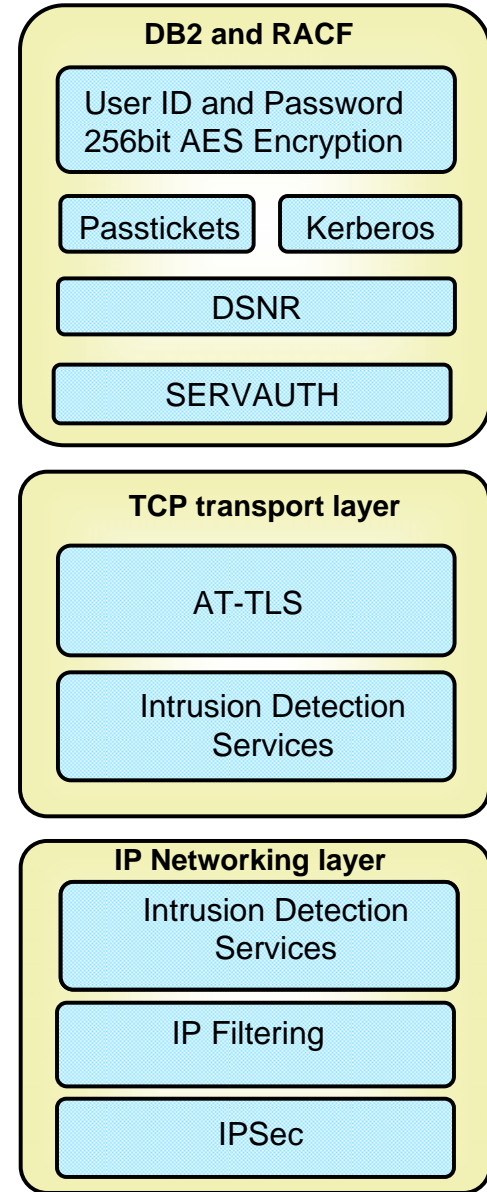 DB2 and RACF
User ID and Password
256bit AES Encryption
Passtickets
Kerberos
DSNR
SERVAUTH
TCP transport layer
AT-TLS
Intrusion Detection
Services
IP Networking layer
Intrusion Detection
Services
IP Filtering
IPSec